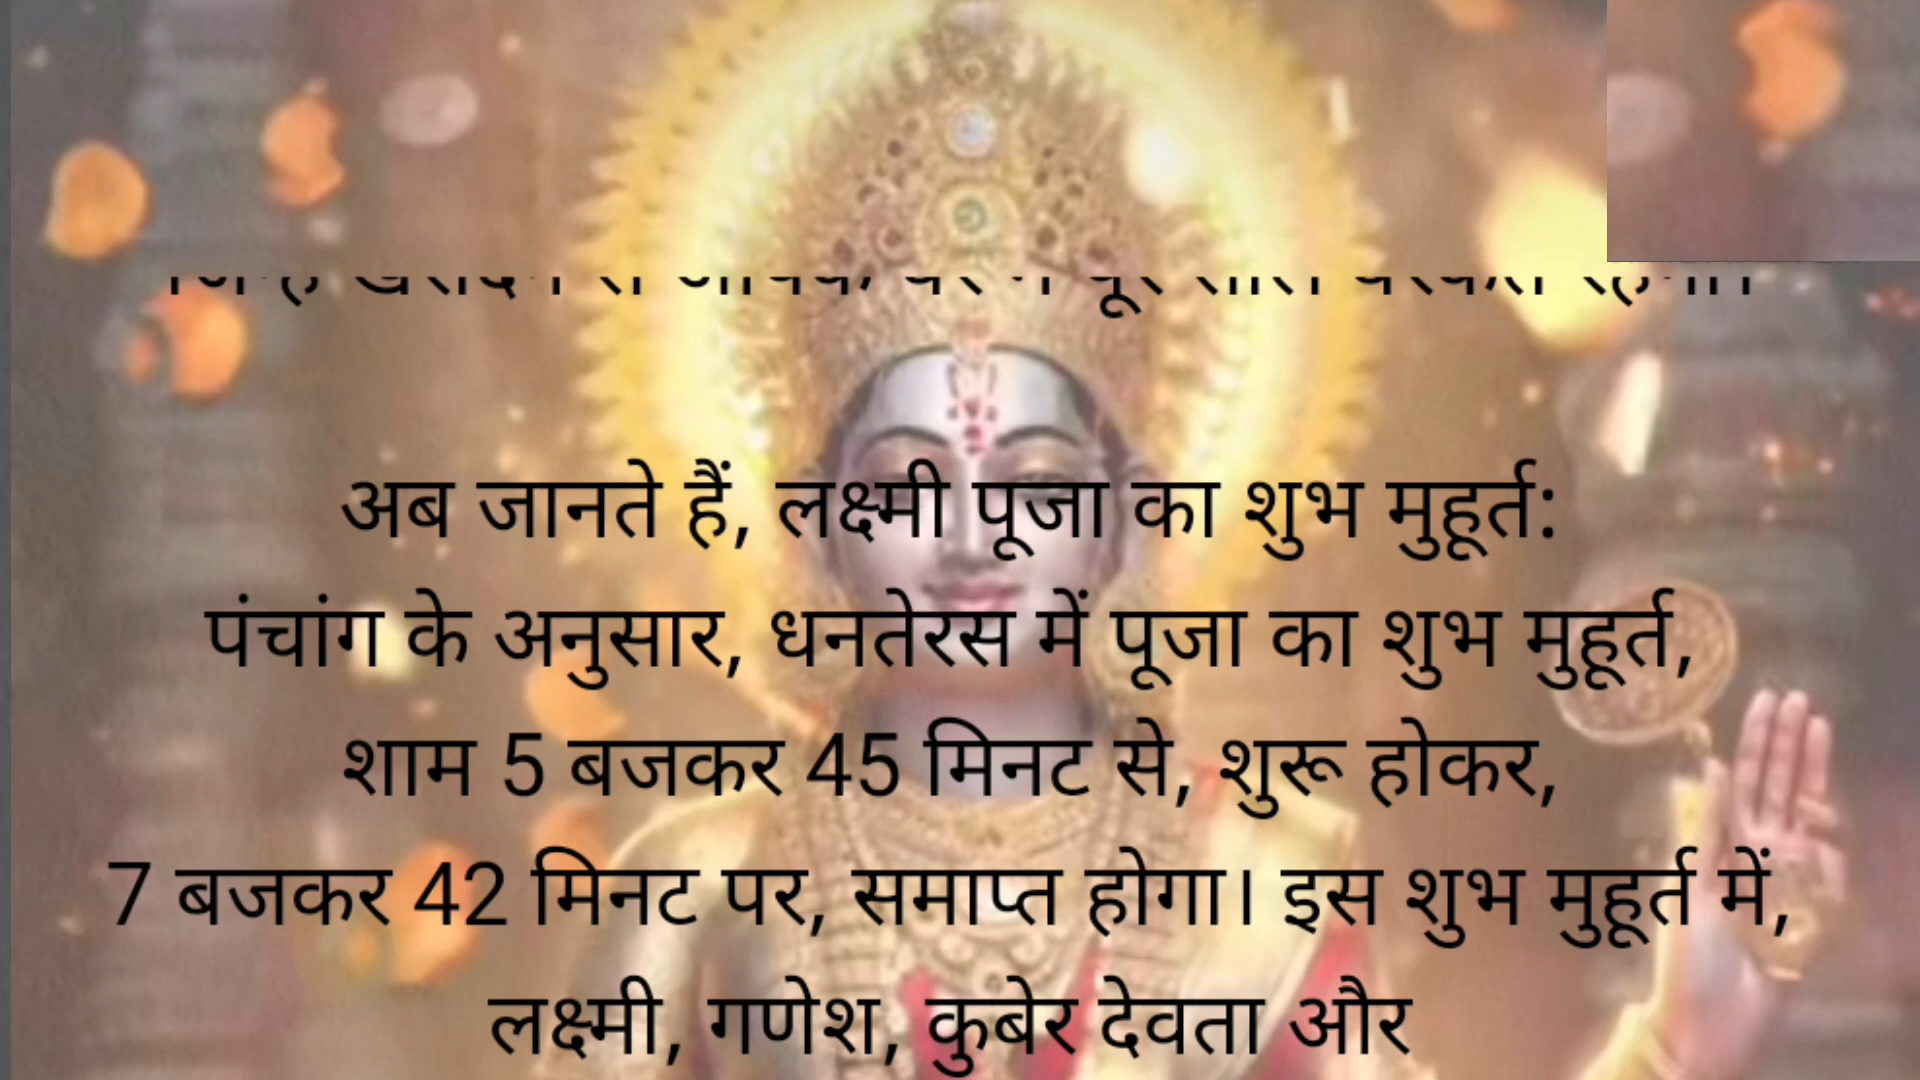 अब जानते हैं, लक्ष्मी पूजा का शुभ मुहूर्त:
पंचांग के अनुसार, धनतेरस में पूजा का शुभ मुहूर्त,
शाम 5 बजकर 45 मिनट से, शुरू होकर,
7 बजकर 42 मिनट पर, समाप्त होगा। इस शुभ मुहूर्त में,
लक्ष्मी, गणेश, कुबेर देवता और